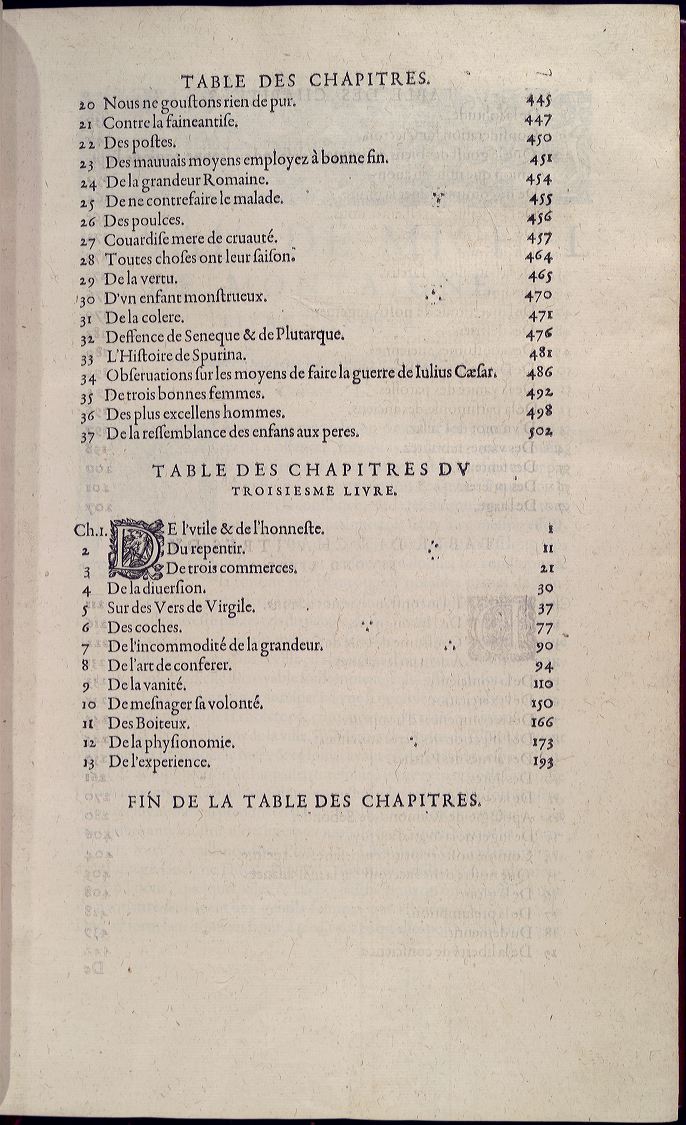 TABLE DES CHAPITRES.
20 Nous ne gouſtons rien de pur. 445
21 Contre la faineantiſe. 447
22 Des poſtes. 450
23 Des mauuais moyens employez à bonne fin. 451
24 De la grandeur Romaine. 454
25 De ne contrefaire le malade. 455
26 Des poulces. 456
27 Couardiſe mere de cruauté. 457
28 Toutes choſes ont leur ſaiſon. 464
29 De la vertu. 465
30 D'vn enfant monſtrueux. 470
31 De la colere. 471
32 Deffence de Seneque & de Plutarque. 476
33 L'Hiſtoire de Spurina. 481
34 Obſeruations ſur les moyens de faire la guerre de Iulius Cæſar. 486
35 De trois bonnes femmes. 492
36 Des plus excellens hommes. 498
37 De la reſſemblance des enfans aux peres. 502
TABLE DES CHAPITRES DV
TROISIESME LIVRE.
Ch.1. DE l'vtile & de l'honneſte. 1
2 Du repentir. 11
3 De trois commerces. 21
4 De la diuerſion. 30
5 Sur des Vers de Virgile. 37
6 Des coches. 77
7 De l'incommodité de la grandeur. 90
8 De l'art de conferer. 94
9 De la vanité. 110
10 De meſnager ſa volonté. 150
11 Des Boiteux. 166
12 De la phyſionomie. 173
13 De l'experience. 193
FIN DE LA TABLE DES CHAPITRES.